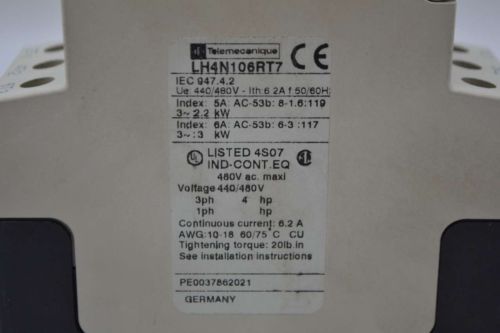 Telemecanique CE
LH4N106RT7
IEC 947.4.2
Ue: 440/480V - Ith:6.2A f 50/60Hz
Index: 5A: AC-53b: 8-1.6:119
3~: 2.2 kW
Index: 6A: AC-53b: 6-3 :117
3~ : 3 kW
UL LISTED 4S07
IND-CONT.EQ
480V ac. maxi
Voltage 440/480V
3ph 4 hp
1ph hp
Continuous current: 6.2 A
AWG:10-18 60/75°C CU
Tightening torque: 20lb.in
See installation instructions
PE0037862021
GERMANY